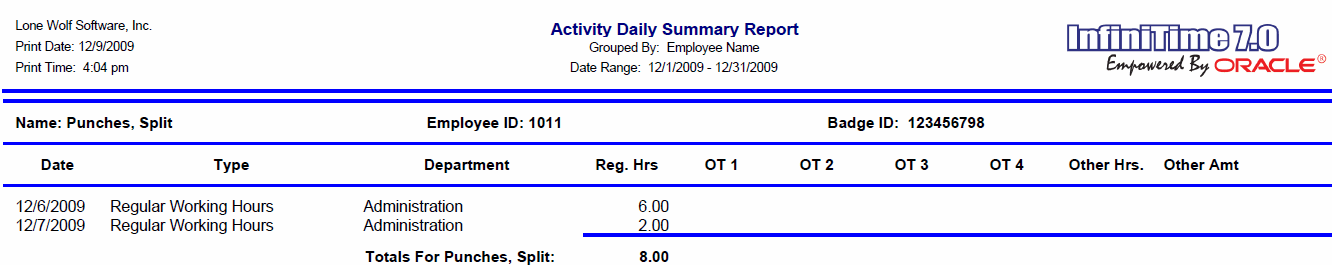 Lone Wolf Software, Inc.
Print Date: 12/9/2009
Print Time: 4:04 pm
Activity Daily Summary Report
Grouped By: Employee Name
Date Range: 12/1/2009 - 12/31/2009
InfiniTime 7.0
Empowered By ORACLE®
Name: Punches, Split Employee ID: 1011 Badge ID: 123456798
Date Type Department Reg. Hrs OT 1 OT 2 OT 3 OT 4 Other Hrs. Other Amt
12/6/2009 Regular Working Hours Administration 6.00
12/7/2009 Regular Working Hours Administration 2.00
Totals For Punches, Split: 8.00